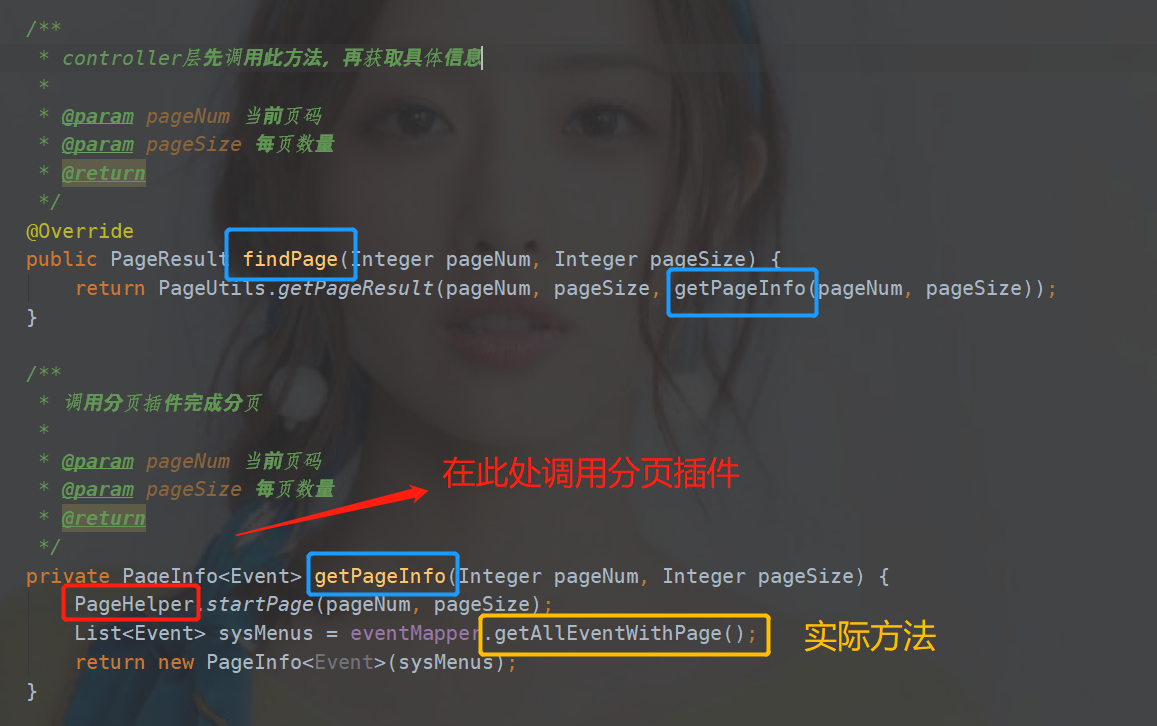 /**
 * controller层先调用此方法，再获取具体信息
 *
 * @param pageNum 当前页码
 * @param pageSize 每页数量
 * @return
 */
@Override
public PageResult findPage(Integer pageNum, Integer pageSize) {
    return PageUtils.getPageResult(pageNum, pageSize, getPageInfo(pageNum, pageSize));
}
/**
 * 调用分页插件完成分页
 *
 * @param pageNum 当前页码
 * @param pageSize 每页数量
 * @return
 */
在此处调用分页插件
private PageInfo<Event> getPageInfo(Integer pageNum, Integer pageSize) {
    PageHelper.startPage(pageNum, pageSize);
    List<Event> sysMenus = eventMapper.getAllEventWithPage();
实际方法
    return new PageInfo<Event>(sysMenus);
}